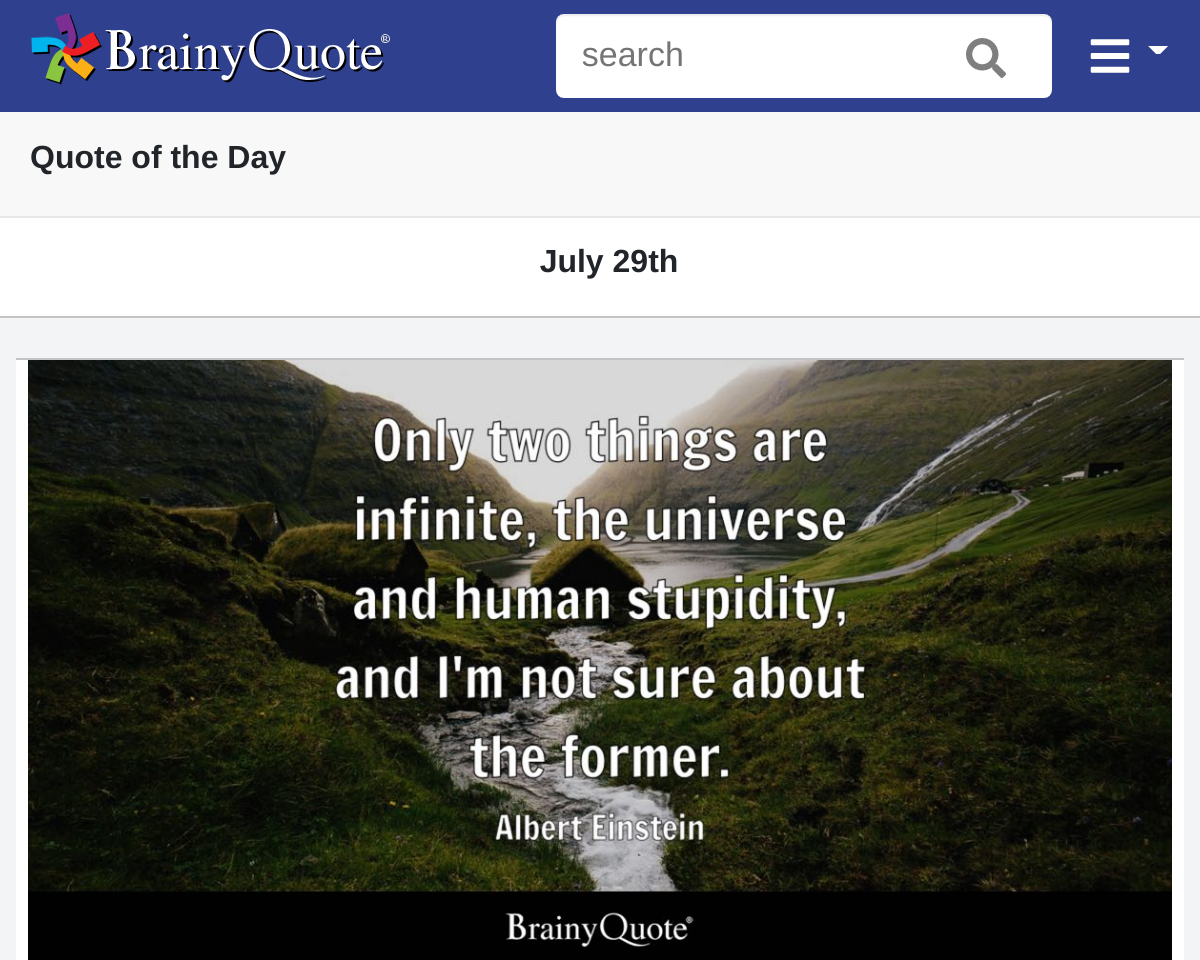 BrainyQuote®
search
Quote of the Day
July 29th
Only two things are
infinite, the universe
and human stupidity,
and I'm not sure about
the former.
Albert Einstein
BrainyQuote®